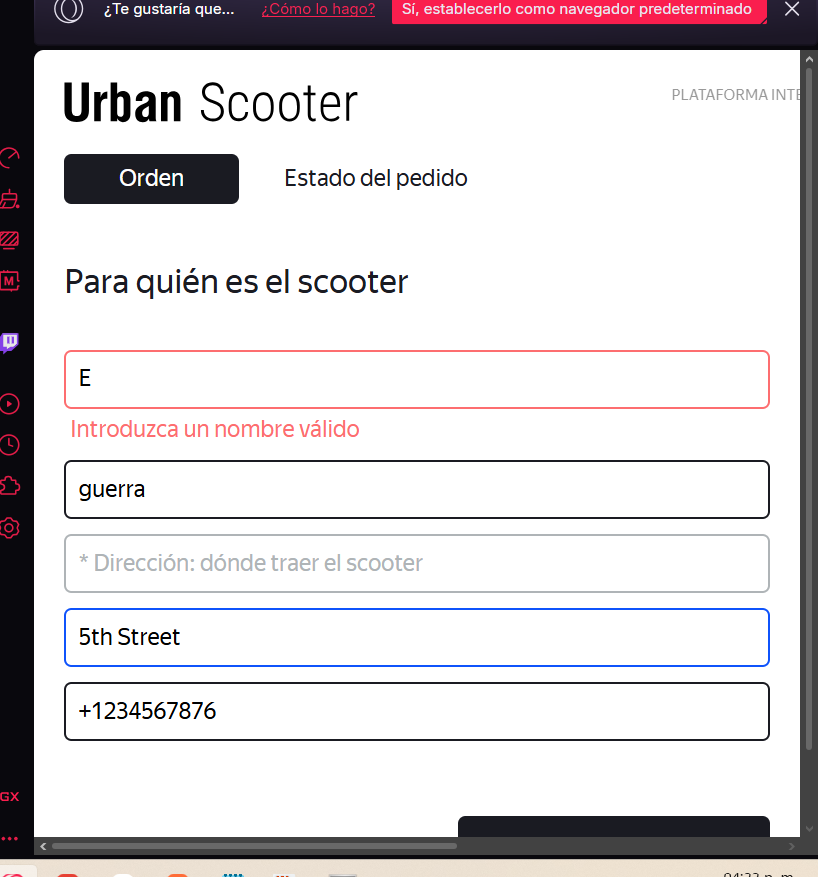 ¿Te gustaría que... ¿Cómo lo hago? Sí, establecerlo como navegador predeterminado
Urban Scooter
PLATAFORMA INTE
Orden Estado del pedido
Para quién es el scooter
E
Introduzca un nombre válido
guerra
* Dirección: dónde traer el scooter
5th Street
+1234567876
M
GX